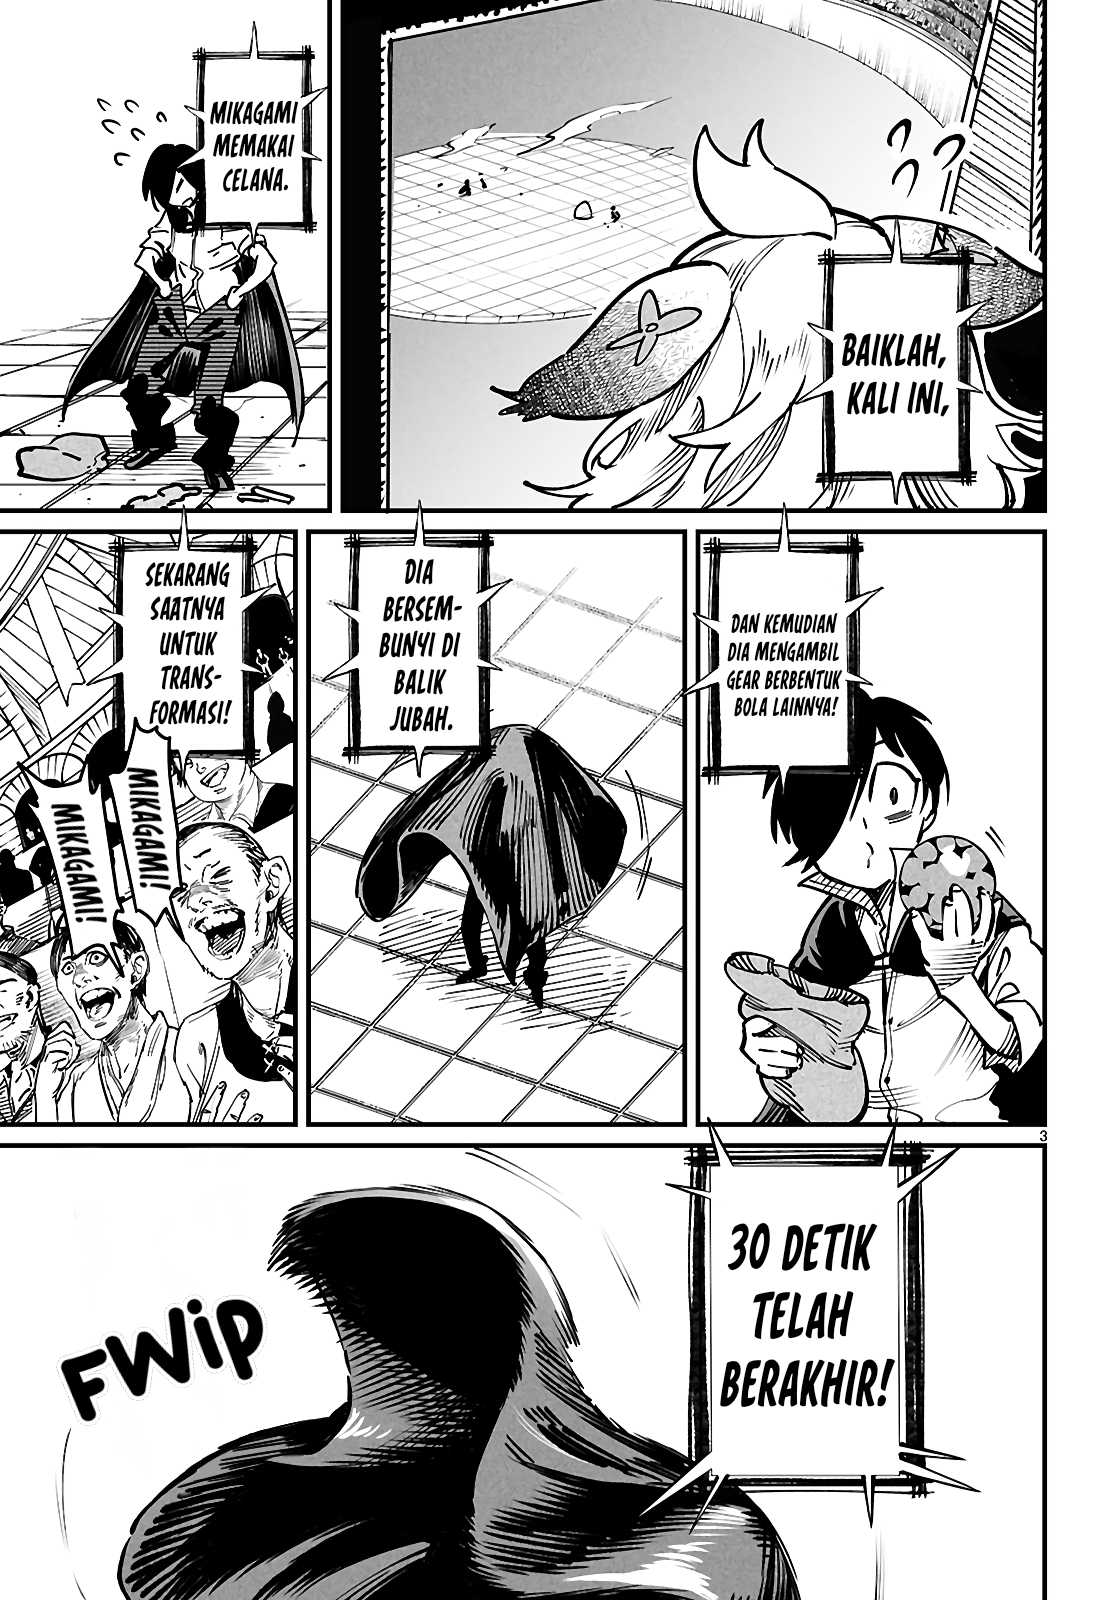 BAIKLAH,
KALI INI,
MIKAGAMI
MEMAKAI
CELANA.
DAN KEMUDIAN
DIA MENGAMBIL
GEAR BERBENTUK
BOLA LAINNYA!
DIA
BERSEM-
BUNYI DI
BALIK
JUBAH.
SEKARANG
SAATNYA
UNTUK
TRANS-
FORMASI!
MIKAGAMI!
MIKAGAMI!
3
30 DETIK
TELAH
BERAKHIR!
FWIP